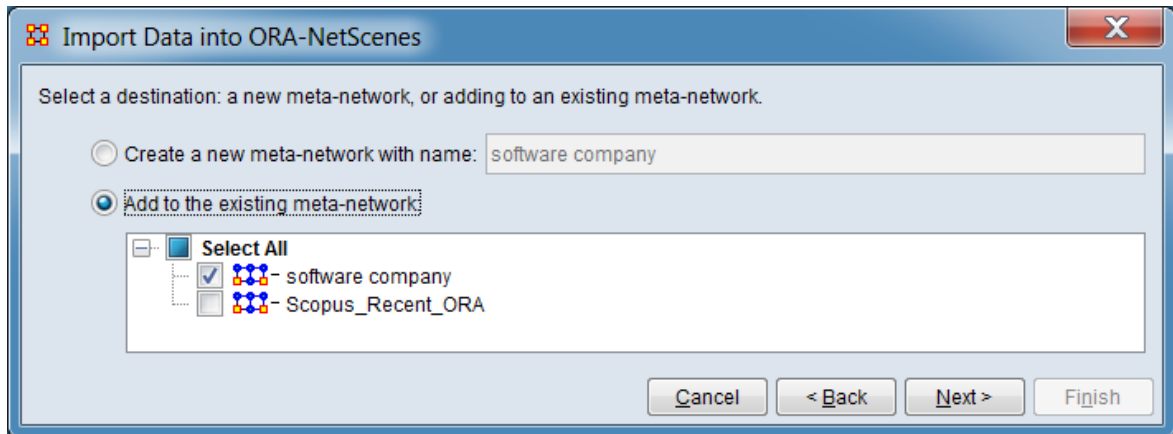 Import Data into ORA-NetScenes
Select a destination: a new meta-network, or adding to an existing meta-network.
Create a new meta-network with name: software company
Add to the existing meta-network:
Select All
software company
Scopus_Recent_ORA
Cancel < Back Next > Finish